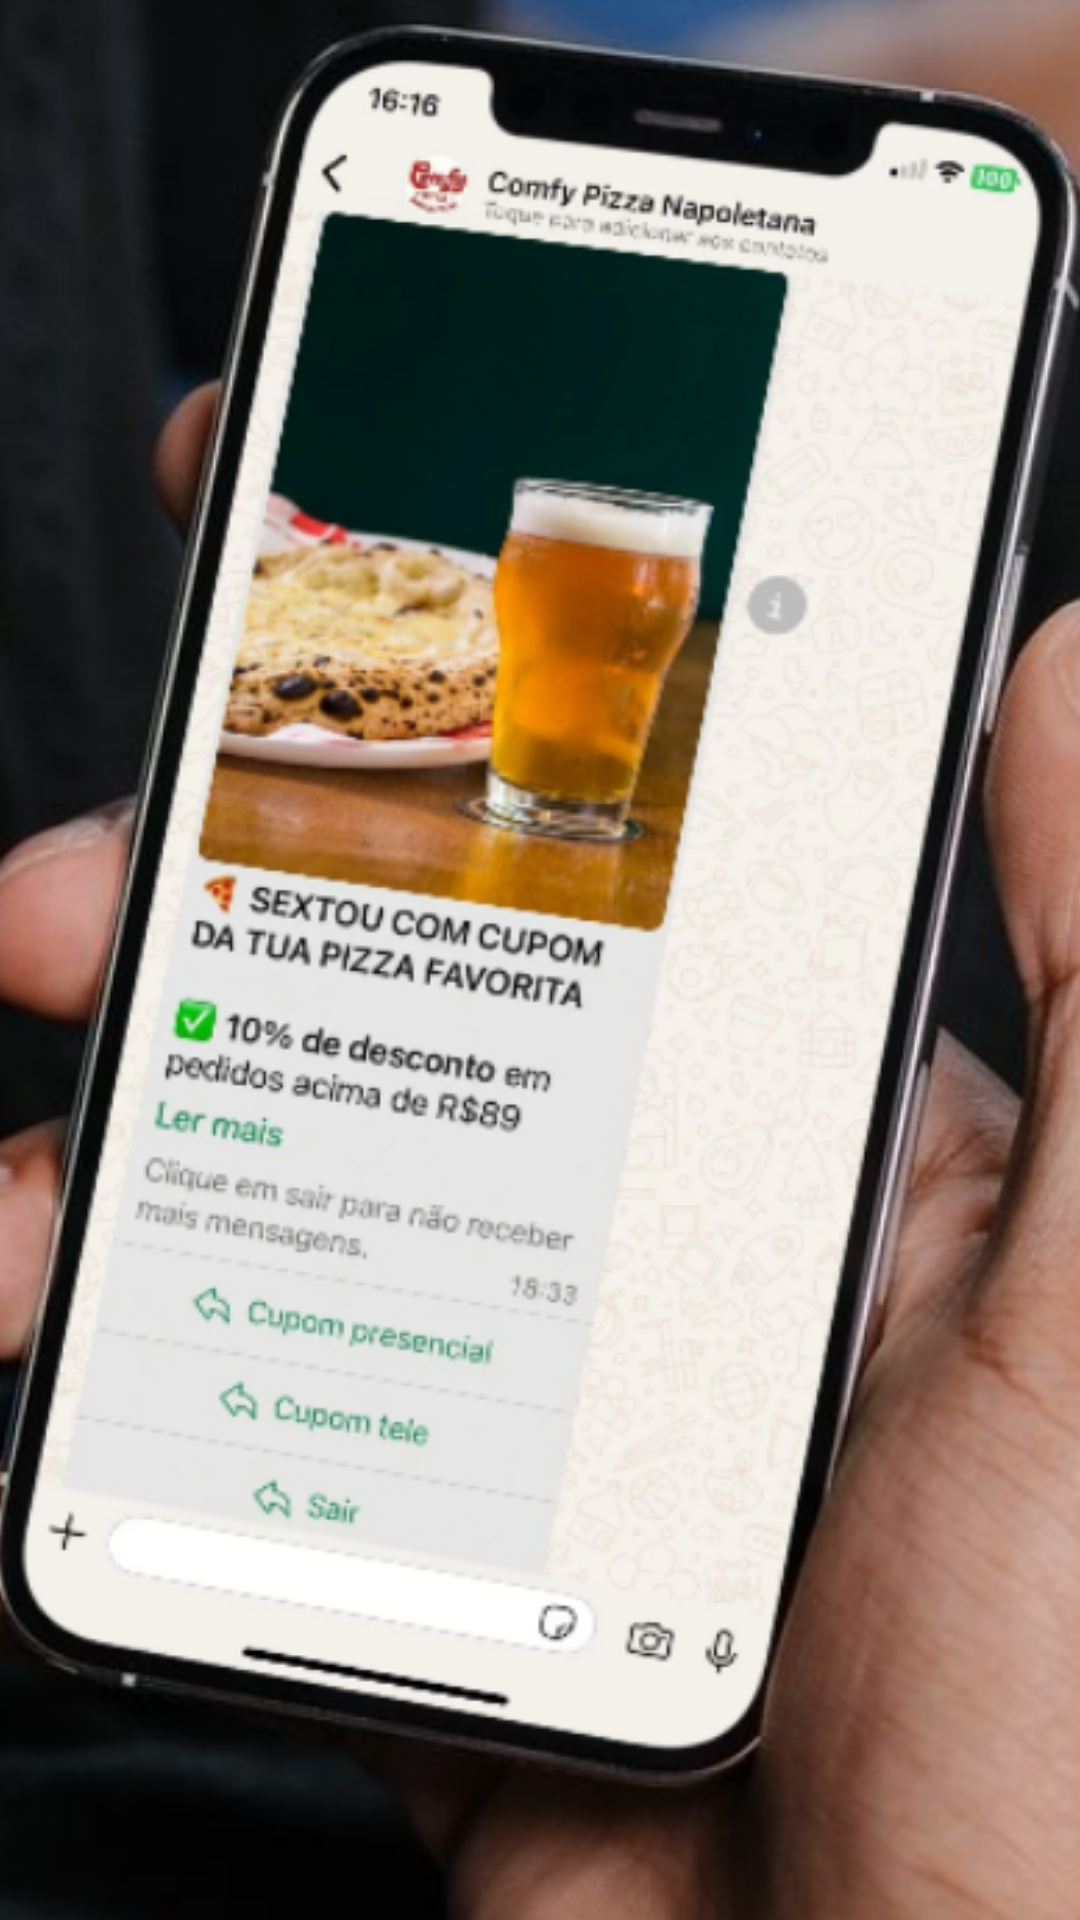 16:16
100
Comfy
Comfy Pizza Napoletana
Toque para adicionar aos contatos
🍕 SEXTOU COM CUPOM
DA TUA PIZZA FAVORITA
✅ 10% de desconto em
pedidos acima de R$89
Ler mais
Clique em sair para não receber
mais mensagens.
18:33
Cupom presencial
Cupom tele
Sair